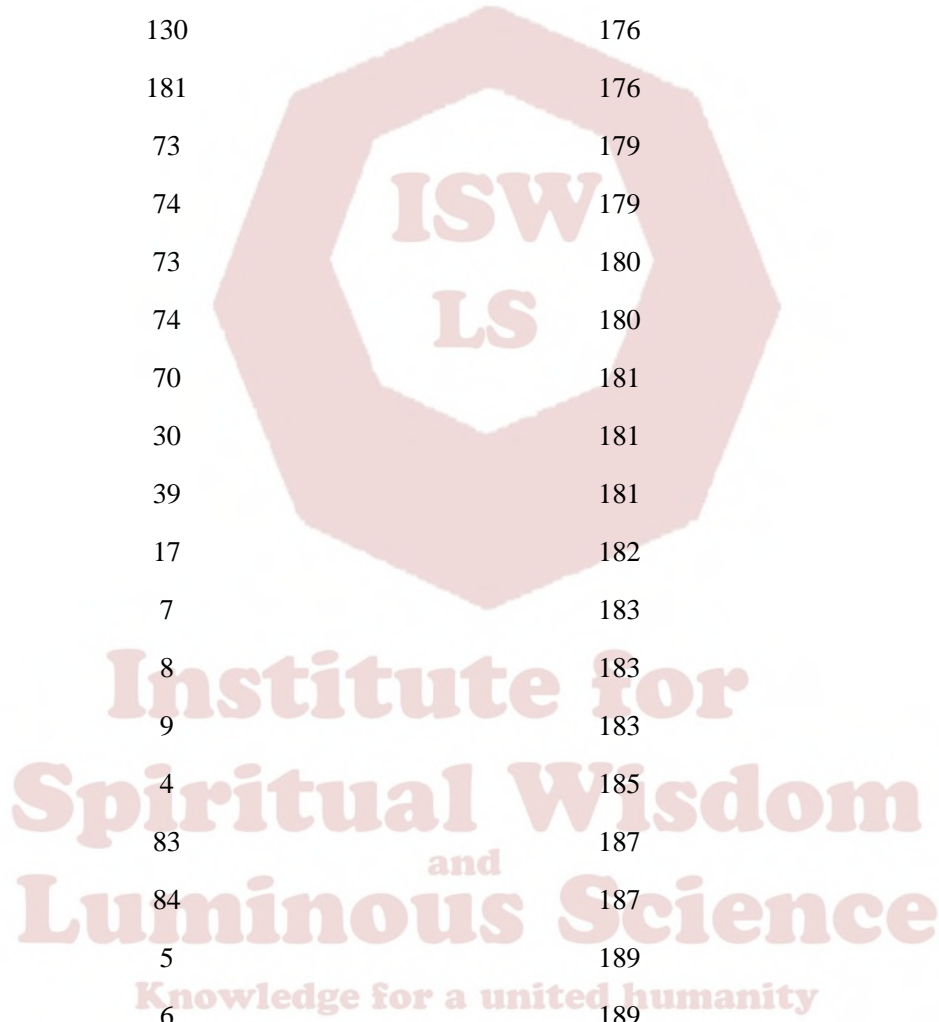 130 176
181 176
73 179
ISW
74 179
73 180
LS
74 180
70 181
30 181
39 181
17 182
7 183
Institute for
8 183
9 183
Spiritual Wisdom
4 185
83 187
and
Luminous Science
84 187
5 189
Knowledge for a united humanity
6 189